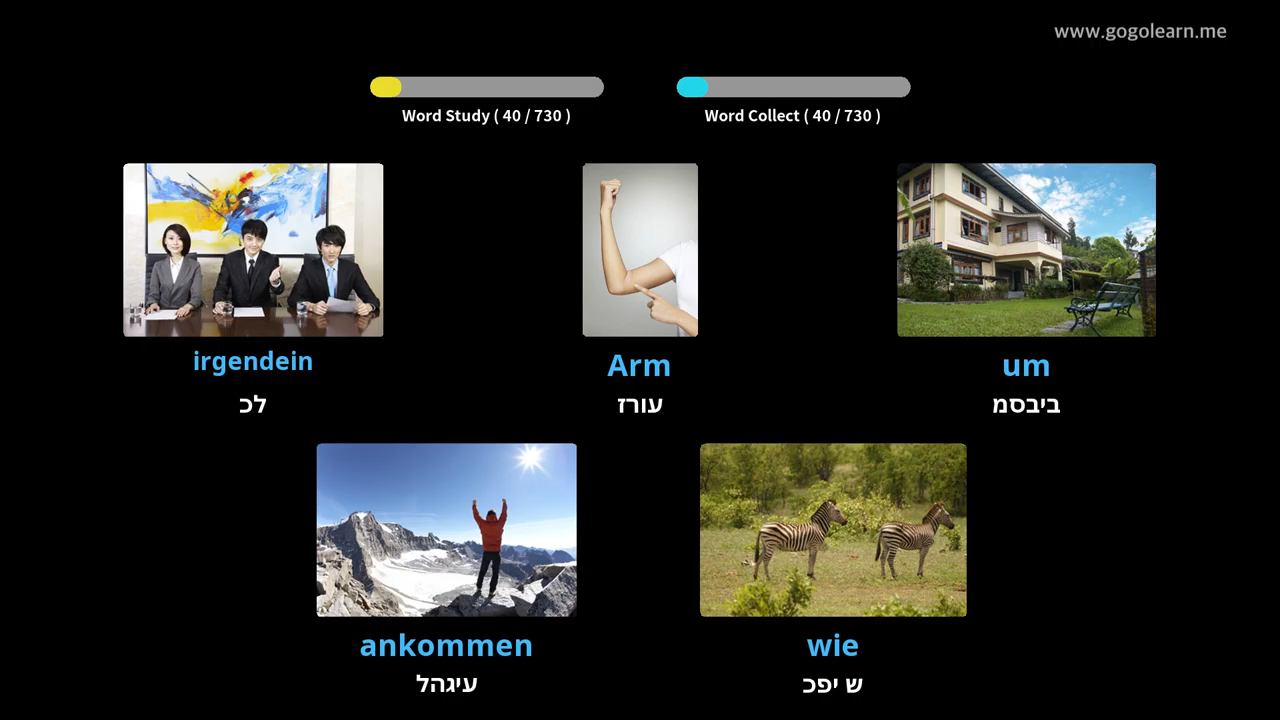 www.gogolearn.me
Word Study ( 40 / 730 )
Word Collect ( 40 / 730 )
irgendein
לכ
Arm
עורז
um
ביבסמ
ankommen
עיגהל
wie
ש יפכ